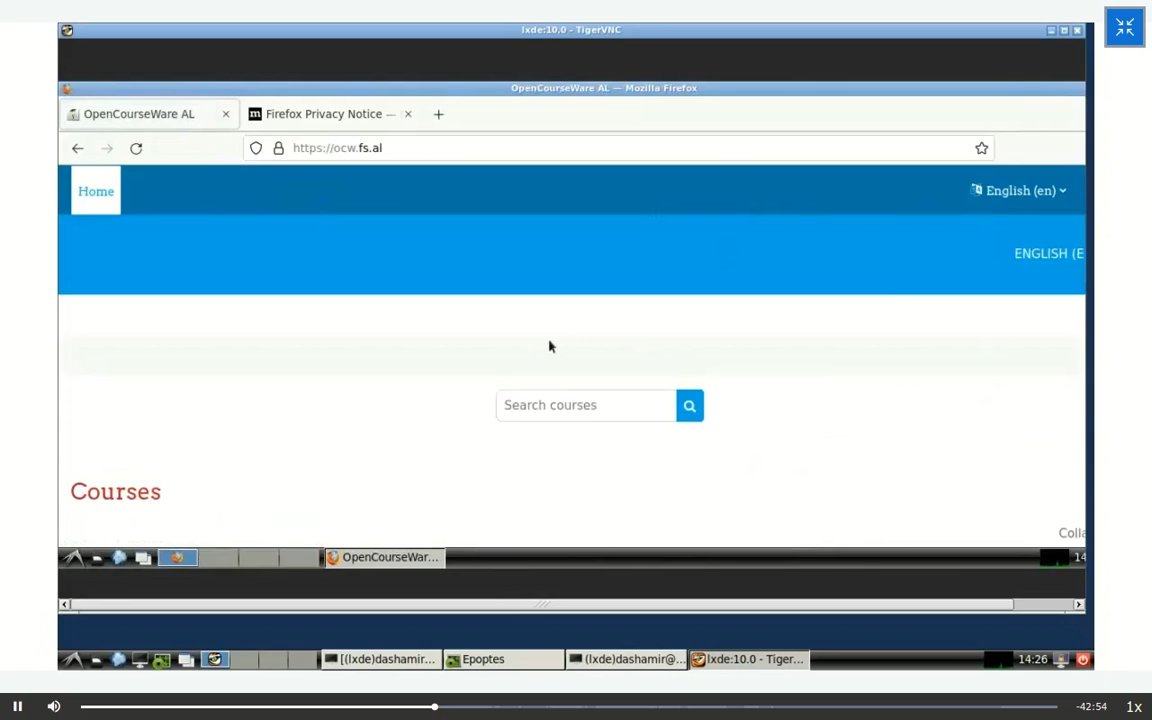 lxde:10.0 - TigerVNC
OpenCourseWare AL — Mozilla Firefox
OpenCourseWare AL
Firefox Privacy Notice —
https://ocw.fs.al
Home
English (en)
ENGLISH (E
Search courses
Courses
Colla
OpenCourseWar...
14
[(lxde)dashamir...
Epoptes
(lxde)dashamir@...
lxde:10.0 - Tiger...
14:26
-42:54
1x